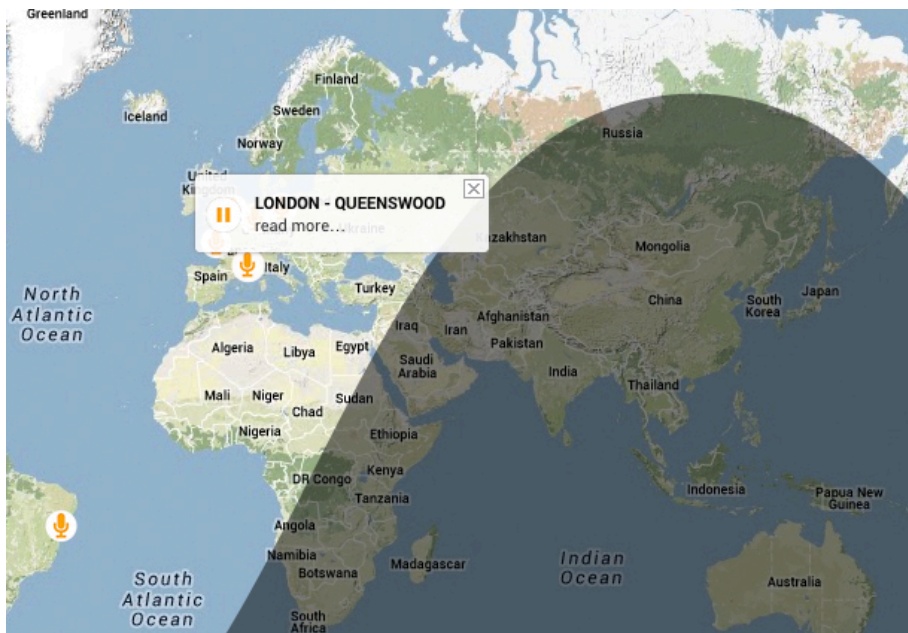 Greenland
Finland
Iceland
Sweden
Russia
Norway
United
Kingdom
LONDON - QUEENSWOOD
read more...
Ukraine
Kazakhstan
Mongolia
Italy
Spain
North
Atlantic
Ocean
Turkey
China
Japan
South
Korea
Afghanistan
Iraq
Iran
Pakistan
Algeria
Libya
Egypt
Saudi
Arabia
India
Thailand
Mali
Niger
Sudan
Chad
Nigeria
Ethiopia
Kenya
DR Congo
Tanzania
Indonesia
Papua New
Guinea
Angola
Namibia
Botswana
Madagascar
Indian
Ocean
Australia
South
Atlantic
Ocean
South
Africa